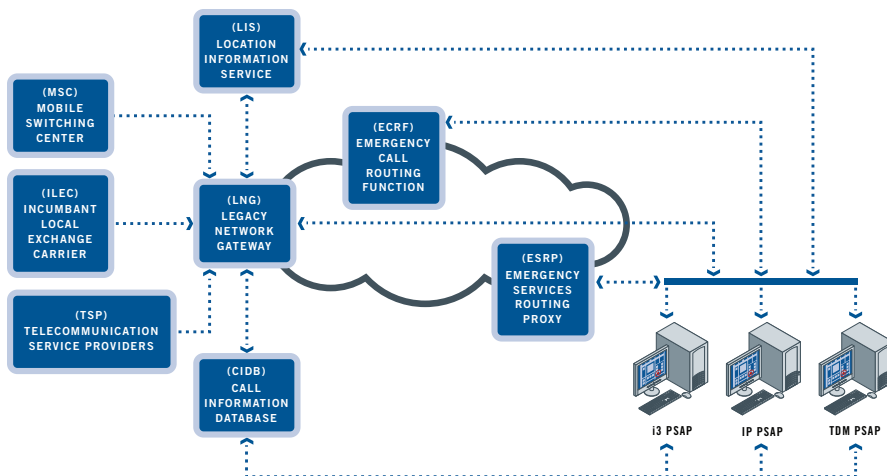 (LIS)
LOCATION
INFORMATION
SERVICE
(MSC)
MOBILE
SWITCHING
CENTER
(ECRF)
EMERGENCY
CALL
ROUTING
FUNCTION
(ILEC)
INCUMBANT
LOCAL
EXCHANGE
CARRIER
(LNG)
LEGACY
NETWORK
GATEWAY
(ESRP)
EMERGENCY
SERVICES
ROUTING
PROXY
(TSP)
TELECOMMUNICATION
SERVICE PROVIDERS
(CIDB)
CALL
INFORMATION
DATABASE
i3 PSAP
IP PSAP
TDM PSAP